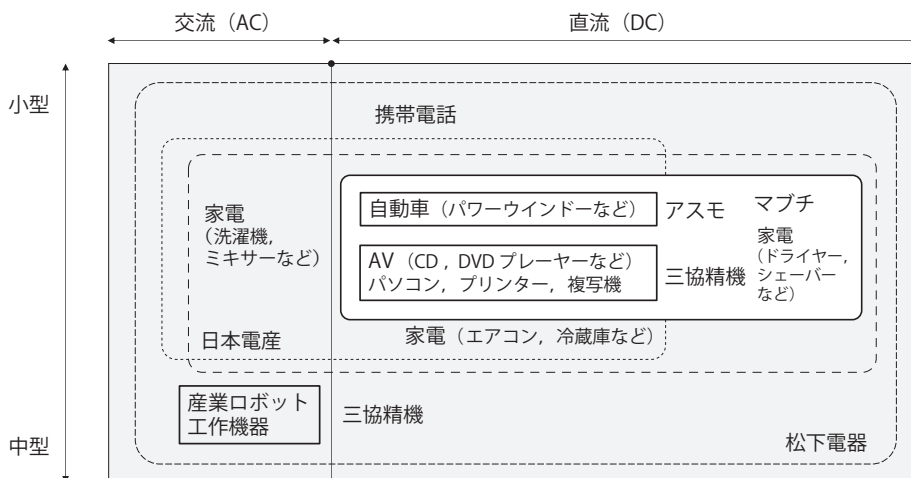 交流（AC）
直流（DC）
小型
携帯電話
家電
（洗濯機，
ミキサーなど）
自動車（パワーウインドーなど）
アスモ
マブチ
家電
（ドライヤー，
シェーバー
など）
AV（CD，DVD プレーヤーなど）
パソコン，プリンター，複写機
三協精機
日本電産
家電（エアコン，冷蔵庫など）
産業ロボット
工作機器
三協精機
中型
松下電器